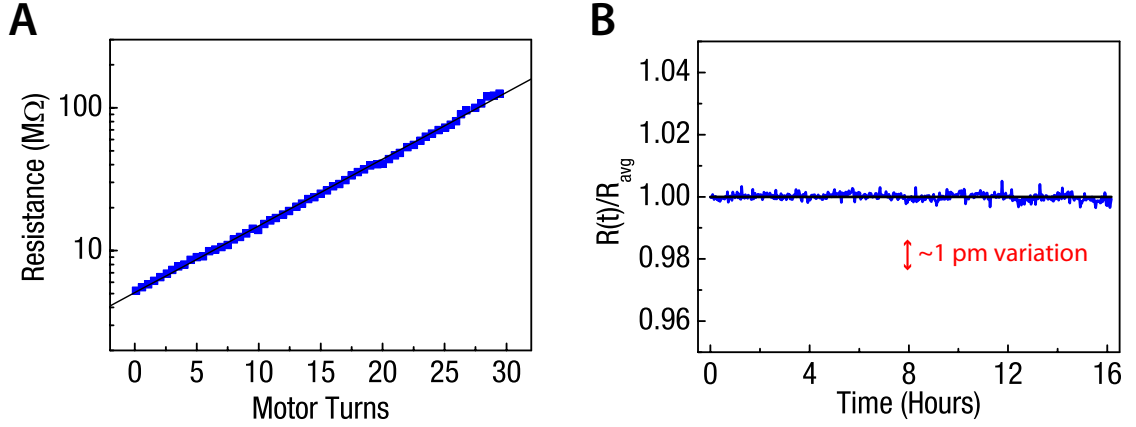 A
Resistance (MΩ)
100
10
0 5 10 15 20 25 30
Motor Turns
B
R(t)/Ravg
1.04
1.02
1.00
0.98
0.96
~1 pm variation
0 4 8 12 16
Time (Hours)